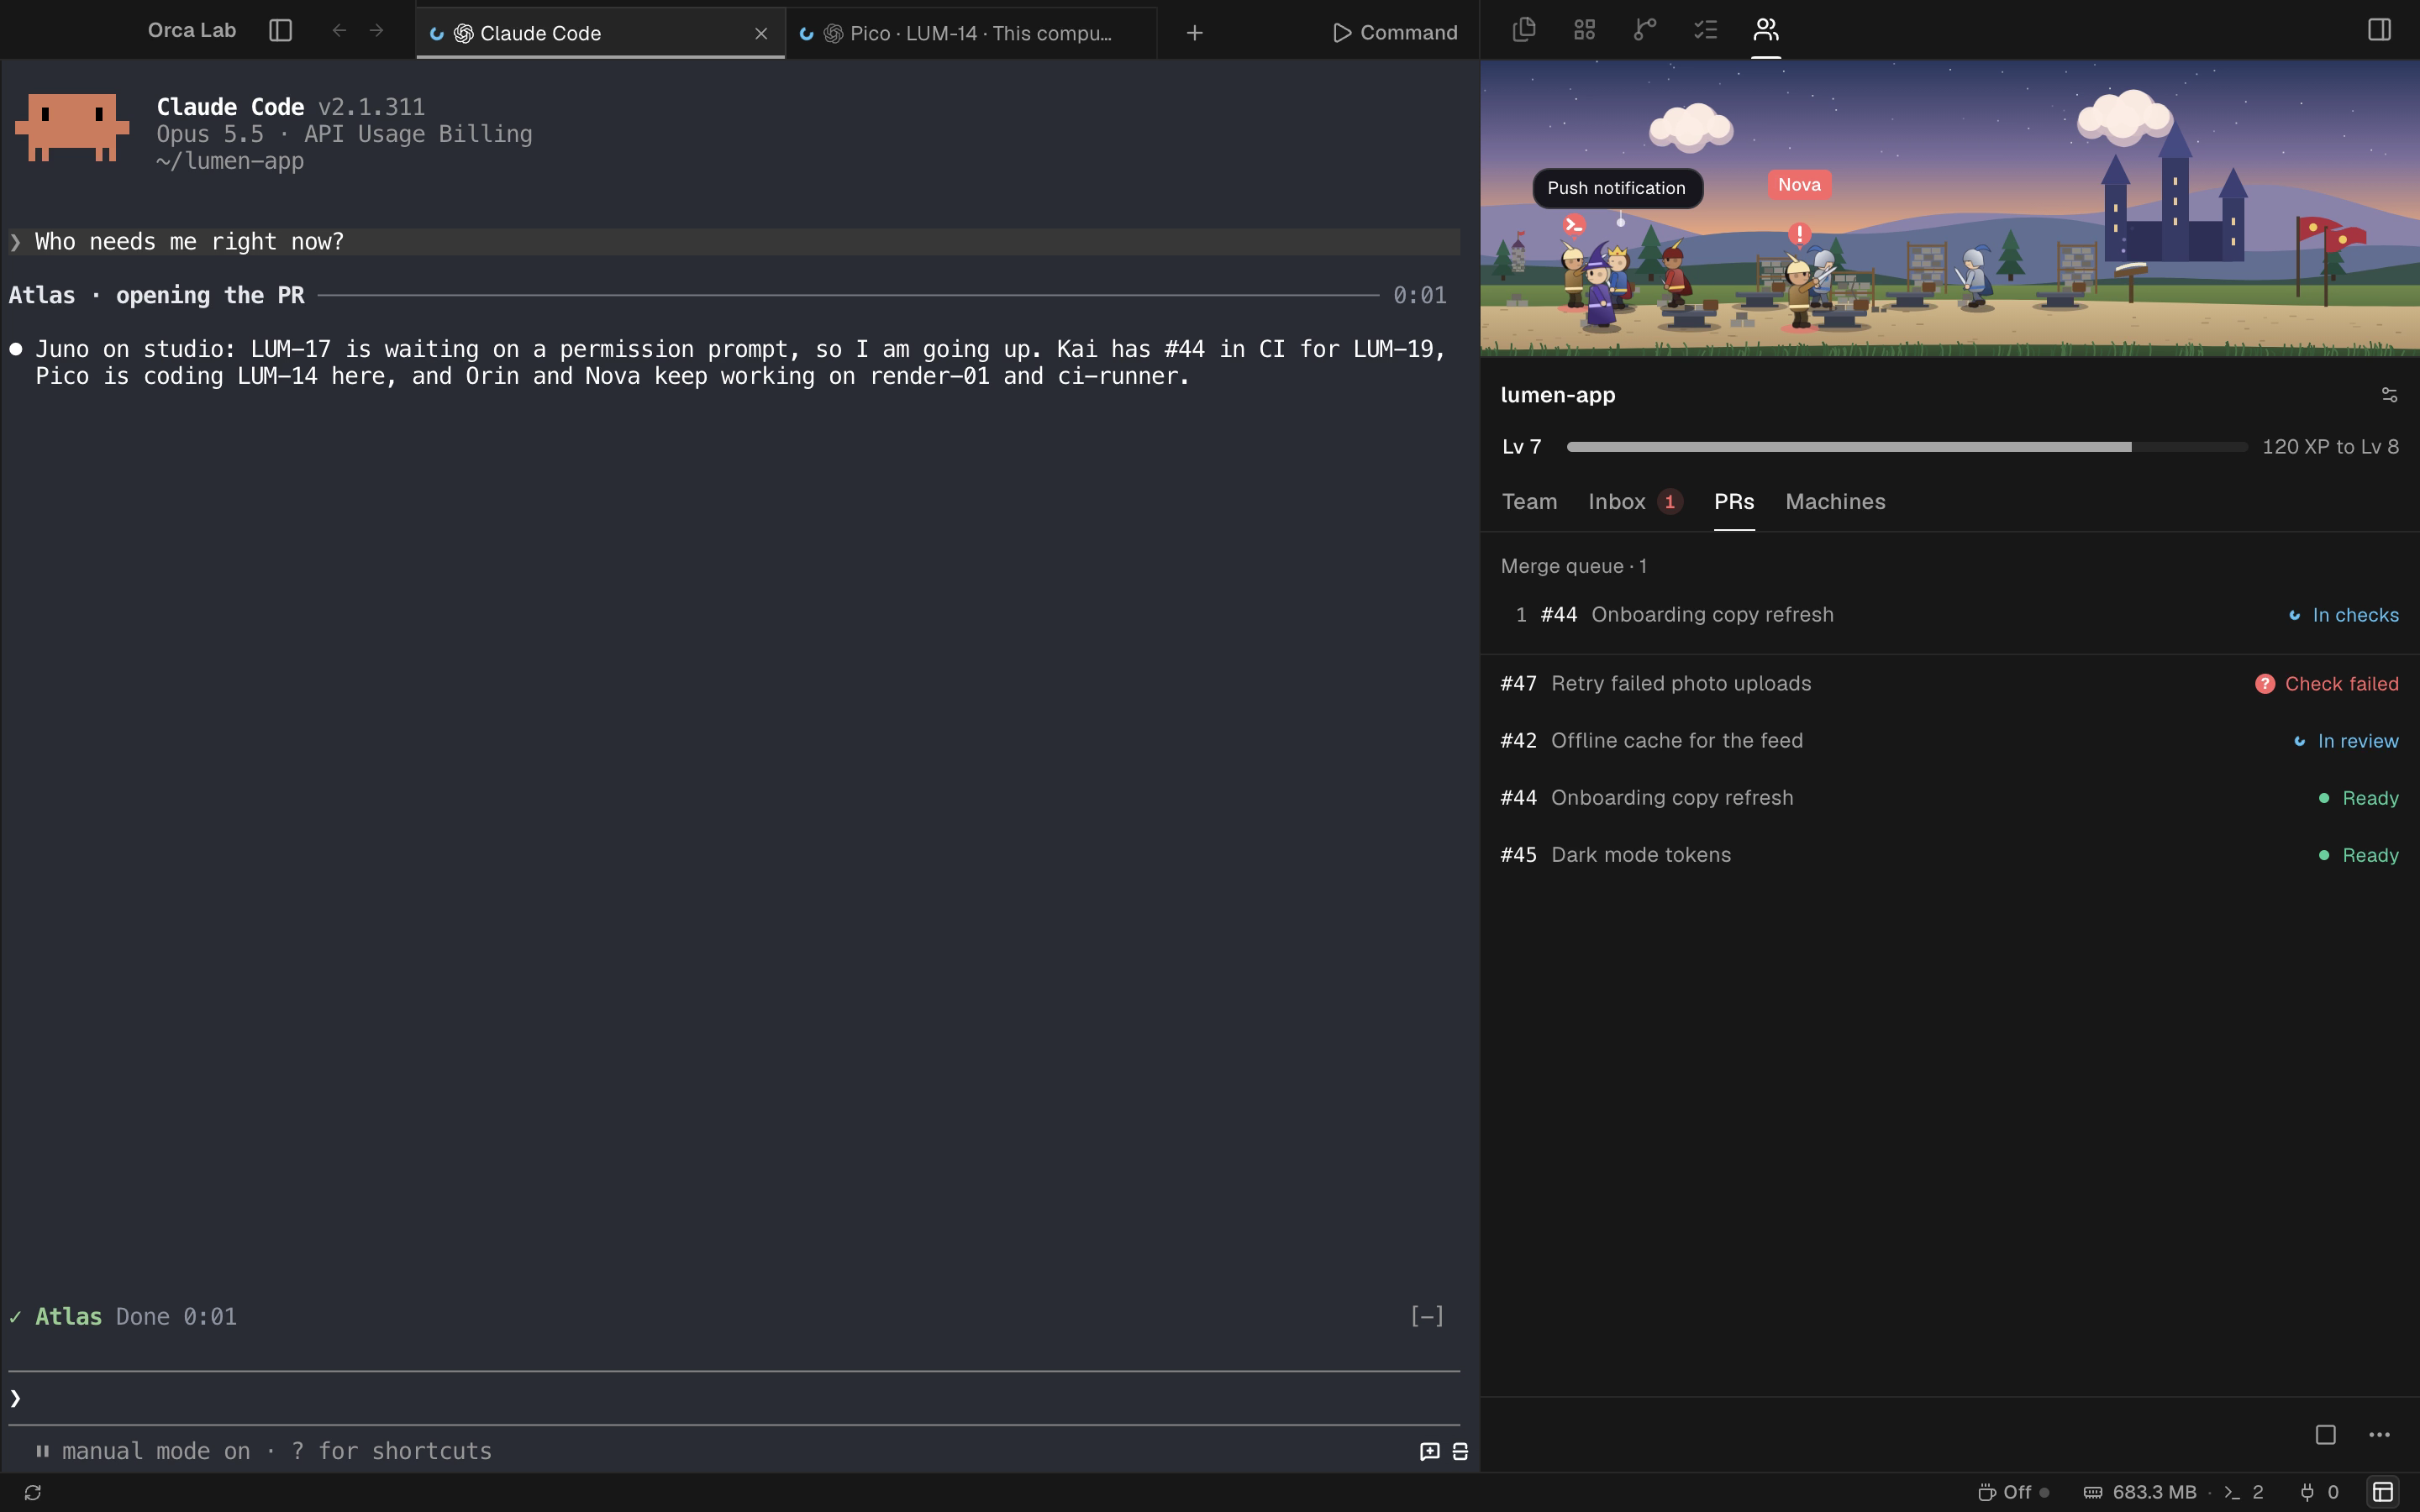 Orca Lab
Claude Code
Pico · LUM-14 · This compu...
Command
Claude Code v2.1.311
Opus 5.5 · API Usage Billing
~/lumen-app
❯ Who needs me right now?
Atlas · opening the PR 0:01
● Juno on studio: LUM-17 is waiting on a permission prompt, so I am going up. Kai has #44 in CI for LUM-19,
Pico is coding LUM-14 here, and Orin and Nova keep working on render-01 and ci-runner.
✓ Atlas Done 0:01 [-]
❯
manual mode on · ? for shortcuts
Push notification
Nova
lumen-app
Lv 7 120 XP to Lv 8
Team Inbox 1 PRs Machines
Merge queue · 1
1 #44 Onboarding copy refresh In checks
#47 Retry failed photo uploads ? Check failed
#42 Offline cache for the feed In review
#44 Onboarding copy refresh Ready
#45 Dark mode tokens Ready
Off 683.3 MB · 2 0